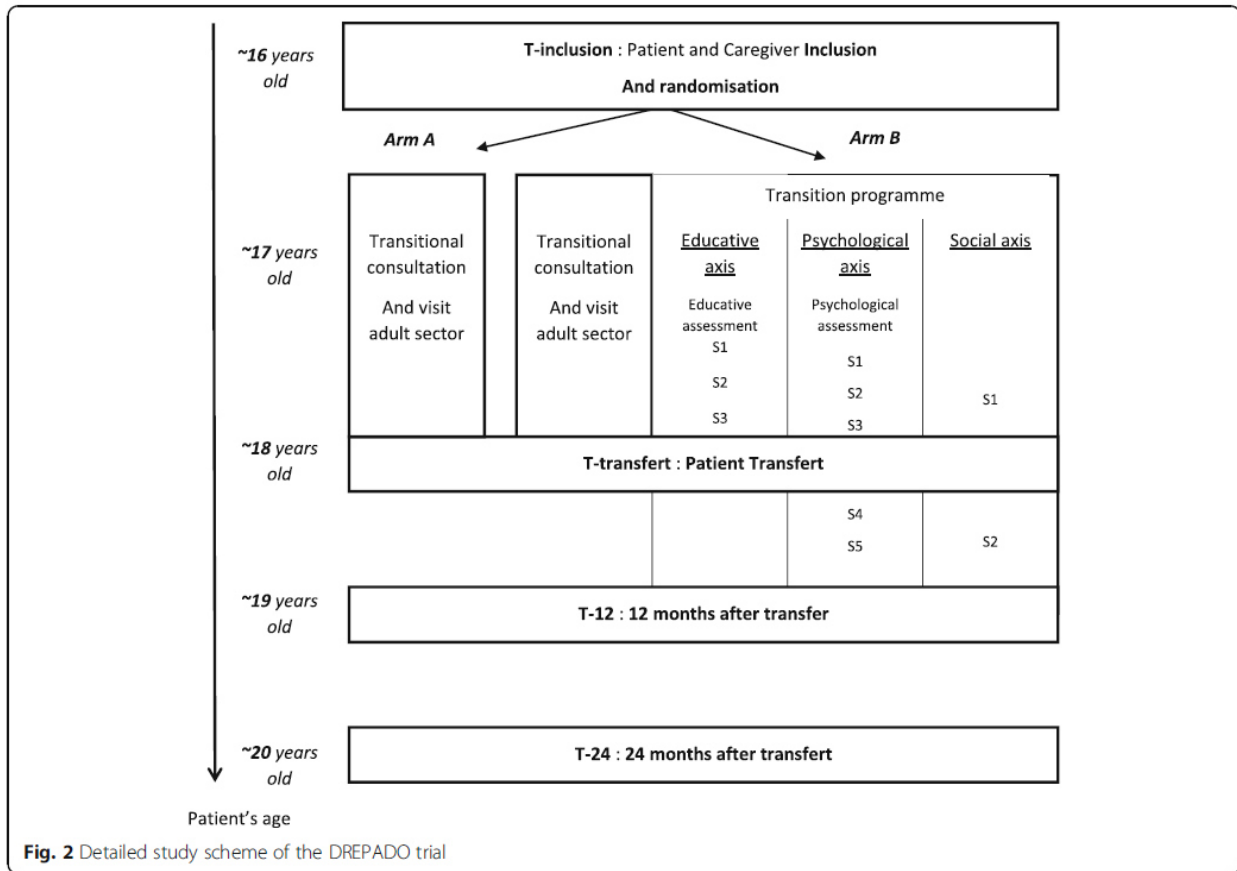 ~16 years
old
T-inclusion : Patient and Caregiver Inclusion
And randomisation
Arm A
Arm B
~17 years
old
Transitional
consultation
And visit
adult sector
Transitional
consultation
And visit
adult sector
Transition programme
Educative
axis
Educative
assessment
S1
S2
S3
Psychological
axis
Psychological
assessment
S1
S2
S3
Social axis
S1
~18 years
old
T-transfert : Patient Transfert
S4
S5
S2
~19 years
old
T-12 : 12 months after transfer
~20 years
old
T-24 : 24 months after transfert
Patient's age
Fig. 2 Detailed study scheme of the DREPADO trial